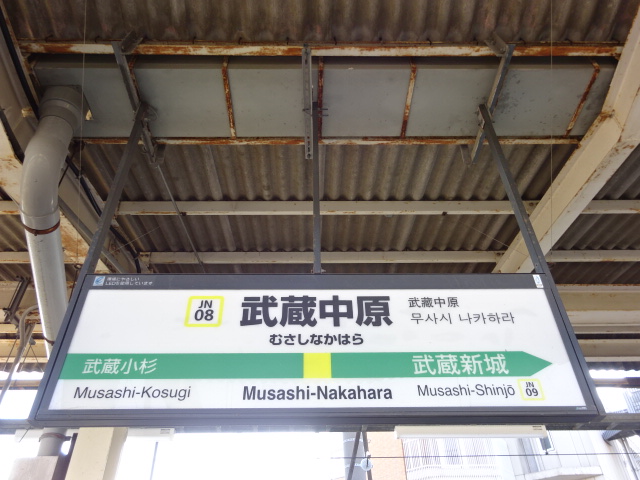 JN
08
武蔵中原
武藏中原
무사시 나카하라
むさしなかはら
武蔵小杉
武蔵新城
Musashi-Kosugi
Musashi-Nakahara
Musashi-Shinjō
JN
09